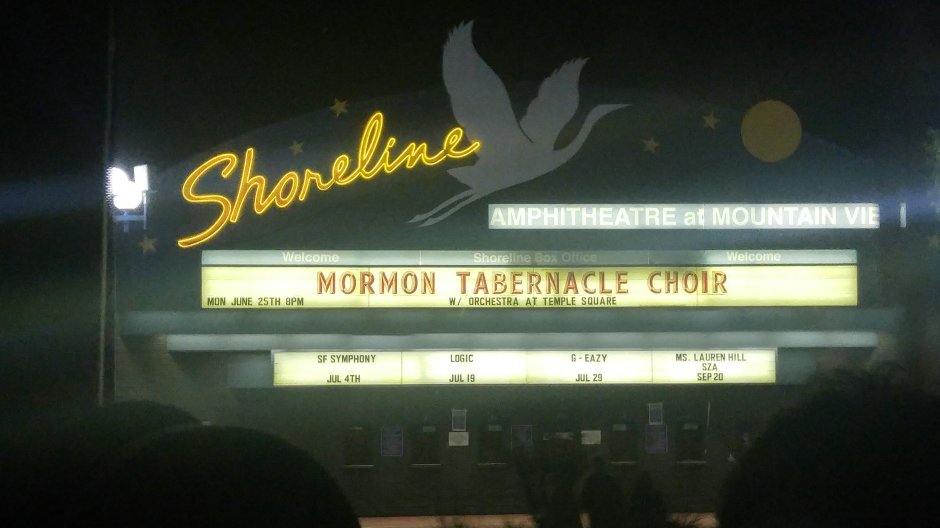 Shoreline
AMPHITHEATRE at MOUNTAIN VIE
Welcome Shoreline Box Office Welcome
MORMON TABERNACLE CHOIR
MON JUNE 25TH 8PM W/ ORCHESTRA AT TEMPLE SQUARE
SF SYMPHONY LOGIC G-EAZY MS. LAUREN HILL
SZA
JUL 4TH JUL 19 JUL 29 SEP 20